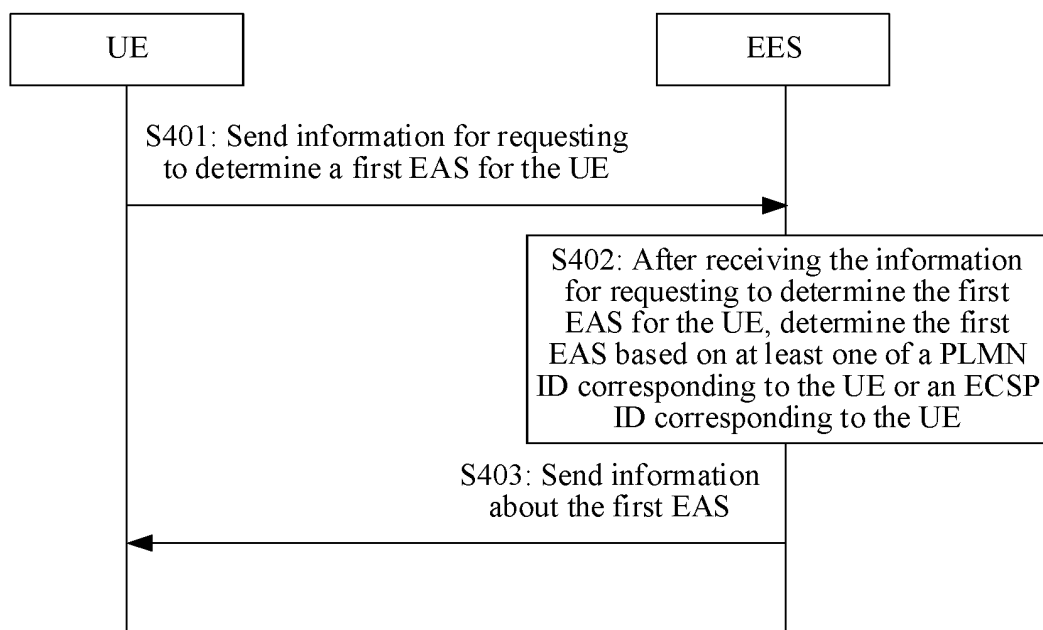 UE
EES
S401: Send information for requesting
to determine a first EAS for the UE
S402: After receiving the information
for requesting to determine the first
EAS for the UE, determine the first
EAS based on at least one of a PLMN
ID corresponding to the UE or an ECSP
ID corresponding to the UE
S403: Send information
about the first EAS